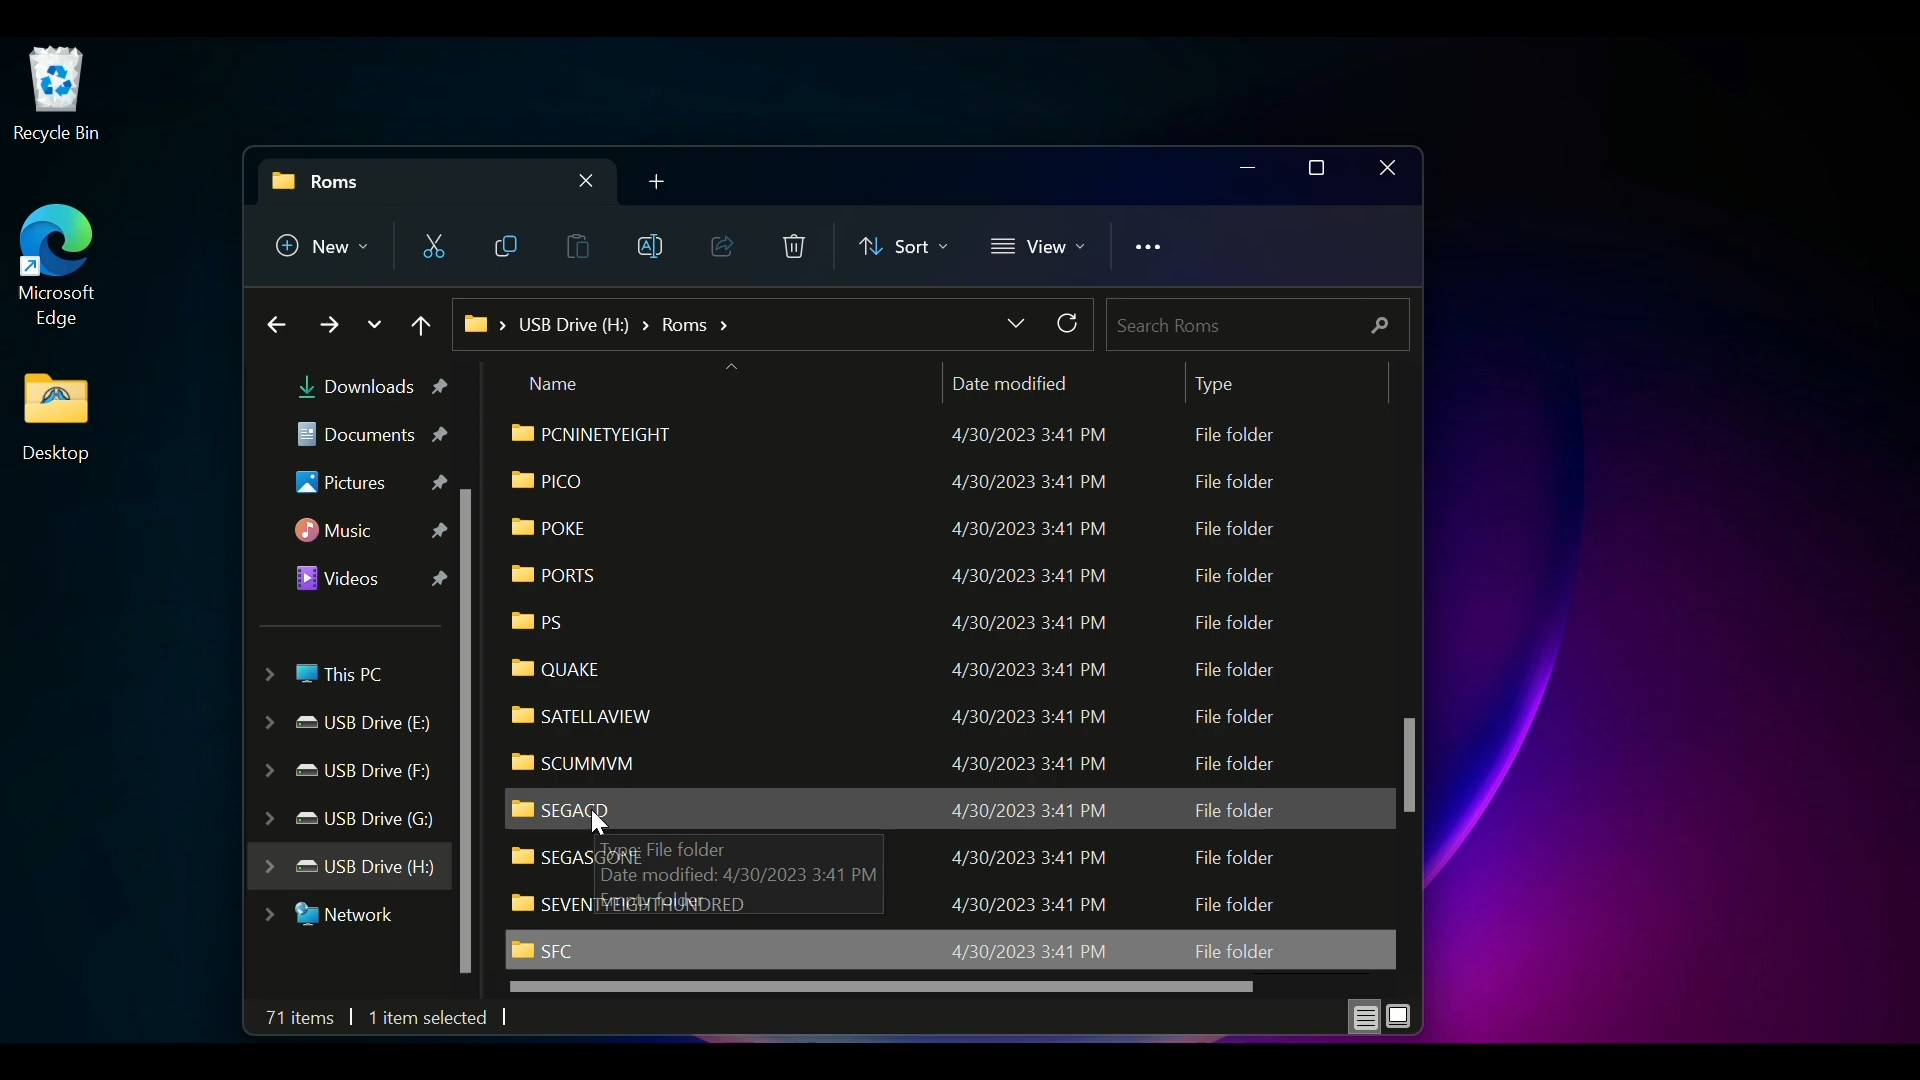 Recycle Bin
Microsoft
Edge
Desktop
Roms
New
Sort
View
USB Drive (H:) › Roms ›
Search Roms
Downloads
Documents
Pictures
Music
Videos
This PC
USB Drive (E:)
USB Drive (F:)
USB Drive (G:)
USB Drive (H:)
Network
Name Date modified Type
PCNINETYEIGHT 4/30/2023 3:41 PM File folder
PICO 4/30/2023 3:41 PM File folder
POKE 4/30/2023 3:41 PM File folder
PORTS 4/30/2023 3:41 PM File folder
PS 4/30/2023 3:41 PM File folder
QUAKE 4/30/2023 3:41 PM File folder
SATELLAVIEW 4/30/2023 3:41 PM File folder
SCUMMVM 4/30/2023 3:41 PM File folder
SEGACD 4/30/2023 3:41 PM File folder
Type: File folder
SEGASGONE 4/30/2023 3:41 PM File folder
Date modified: 4/30/2023 3:41 PM
Empty folder
SEVENTYEIGHTHUNDRED 4/30/2023 3:41 PM File folder
SFC 4/30/2023 3:41 PM File folder
71 items
1 item selected